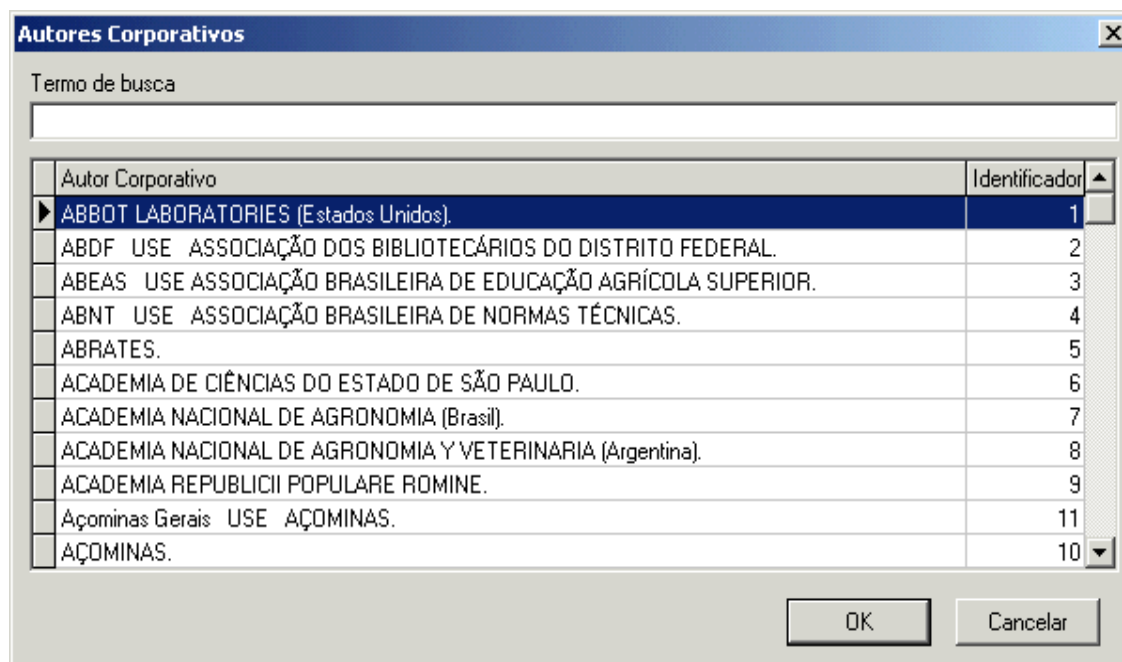 Autores Corporativos
Termo de busca
Autor Corporativo Identificador
ABBOT LABORATORIES (Estados Unidos). 1
ABDF USE ASSOCIAÇÃO DOS BIBLIOTECÁRIOS DO DISTRITO FEDERAL. 2
ABEAS USE ASSOCIAÇÃO BRASILEIRA DE EDUCAÇÃO AGRÍCOLA SUPERIOR. 3
ABNT USE ASSOCIAÇÃO BRASILEIRA DE NORMAS TÉCNICAS. 4
ABRATES. 5
ACADEMIA DE CIÊNCIAS DO ESTADO DE SÃO PAULO. 6
ACADEMIA NACIONAL DE AGRONOMIA (Brasil). 7
ACADEMIA NACIONAL DE AGRONOMIA Y VETERINARIA (Argentina). 8
ACADEMIA REPUBLICII POPULARE ROMINE. 9
Açominas Gerais USE AÇOMINAS. 11
AÇOMINAS. 10
OK Cancelar